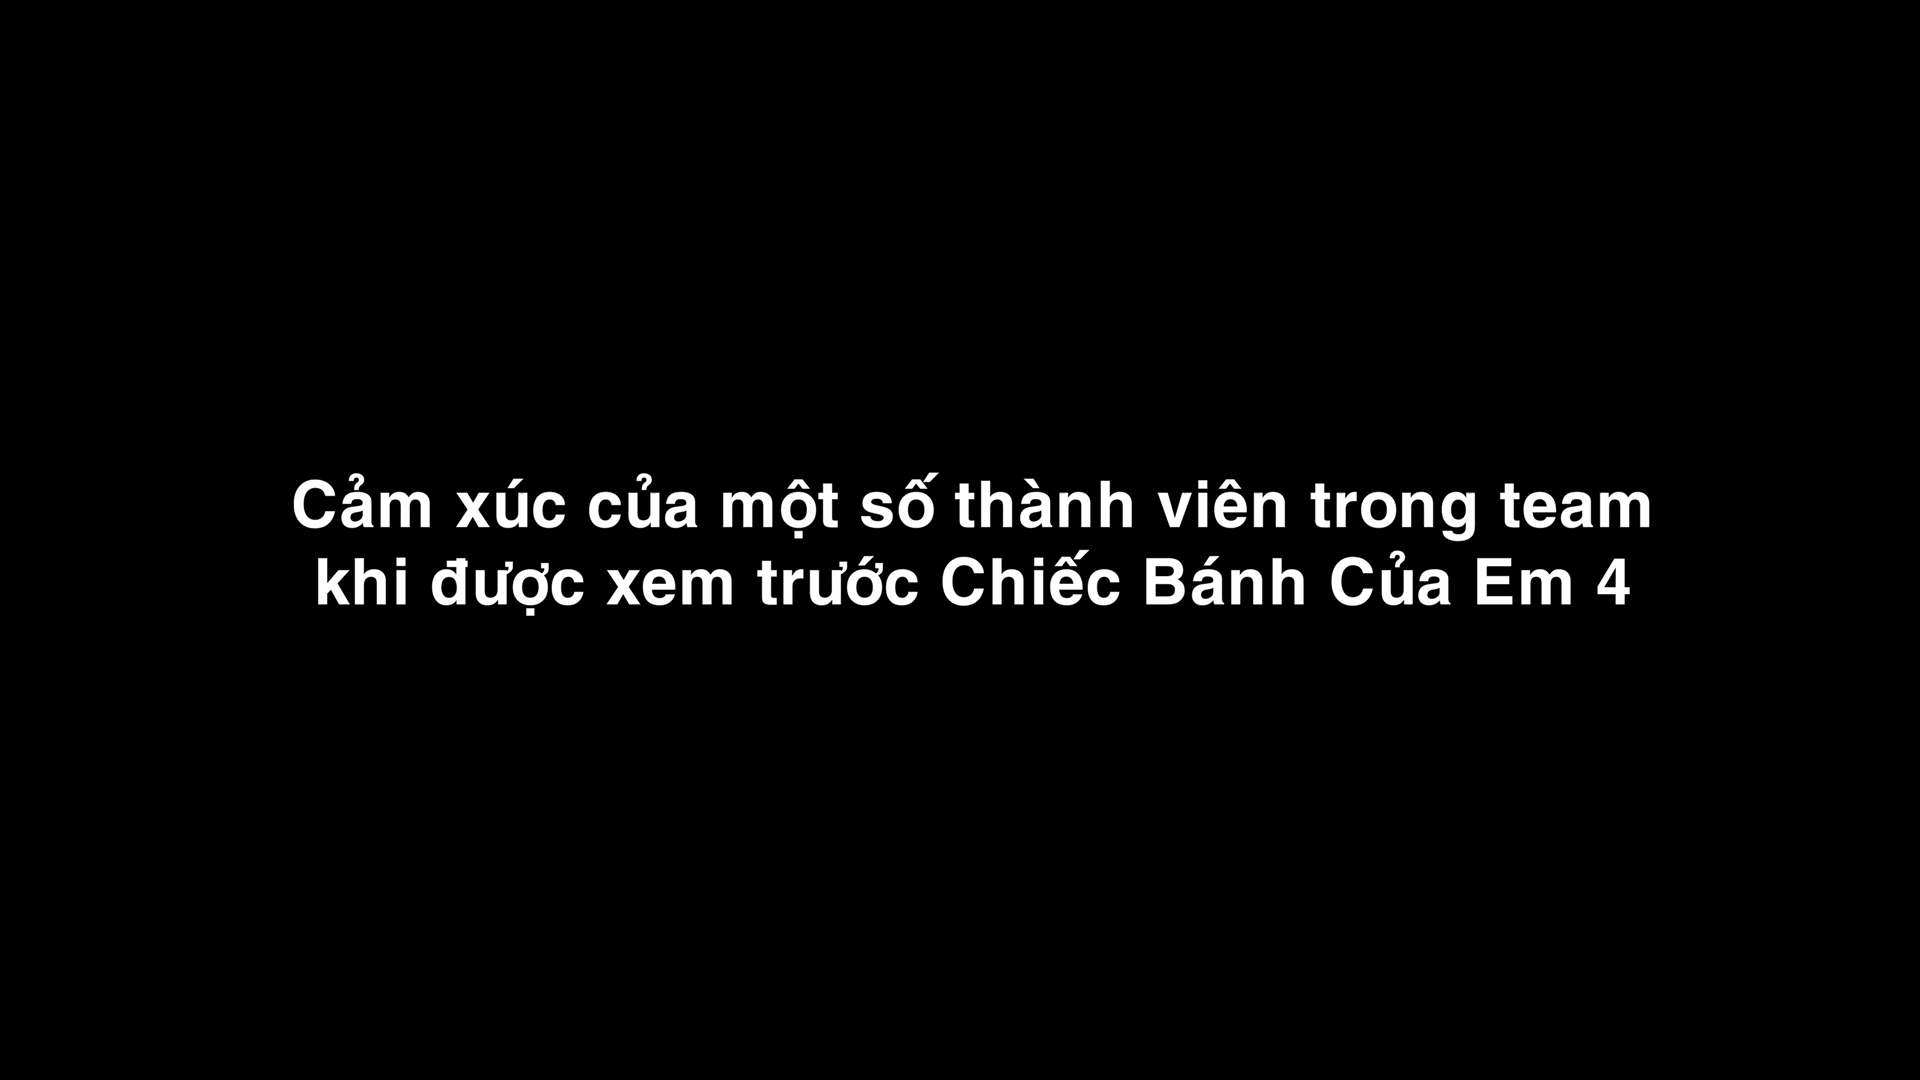 Cảm xúc của một số thành viên trong team
khi được xem trước Chiếc Bánh Của Em 4